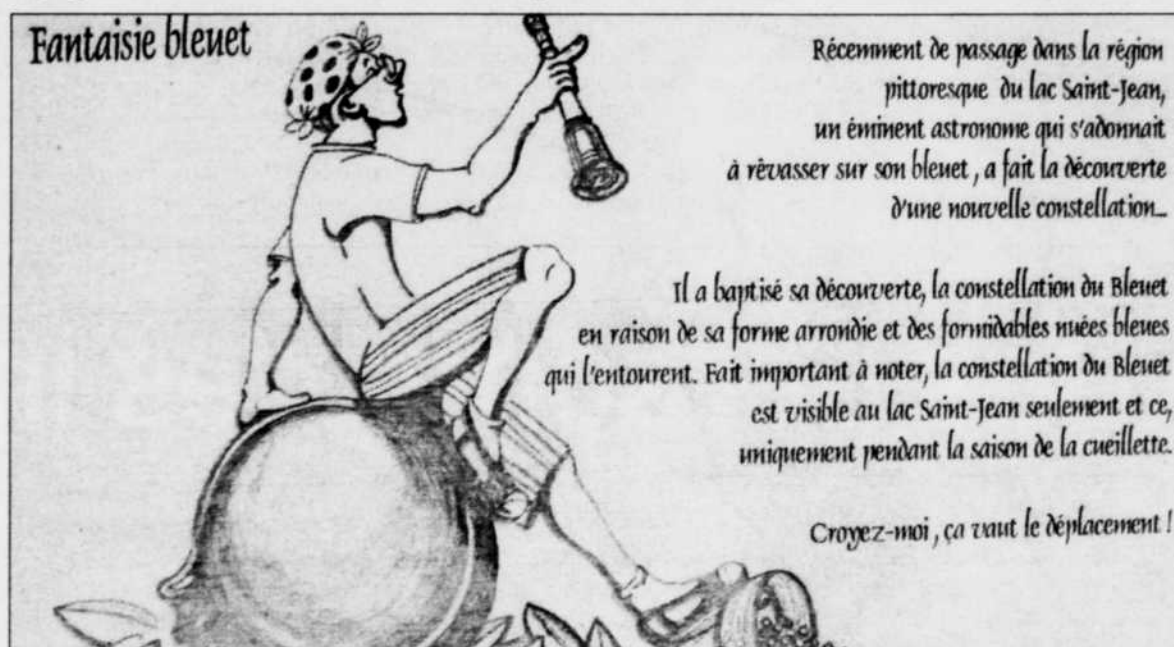 Fantaisie bleuet
Récemment de passage dans la région
pittoresque du lac Saint-Jean,
un éminent astronome qui s'adonnait
à rêvasser sur son bleuet, a fait la découverte
d'une nouvelle constellation...
Il a baptisé sa découverte, la constellation du Bleuet
en raison de sa forme arrondie et des formidables nuées bleues
qui l'entourent. Fait important à noter, la constellation du Bleuet
est visible au lac Saint-Jean seulement et ce,
uniquement pendant la saison de la cueillette.
Croyez-moi, ça vaut le déplacement !